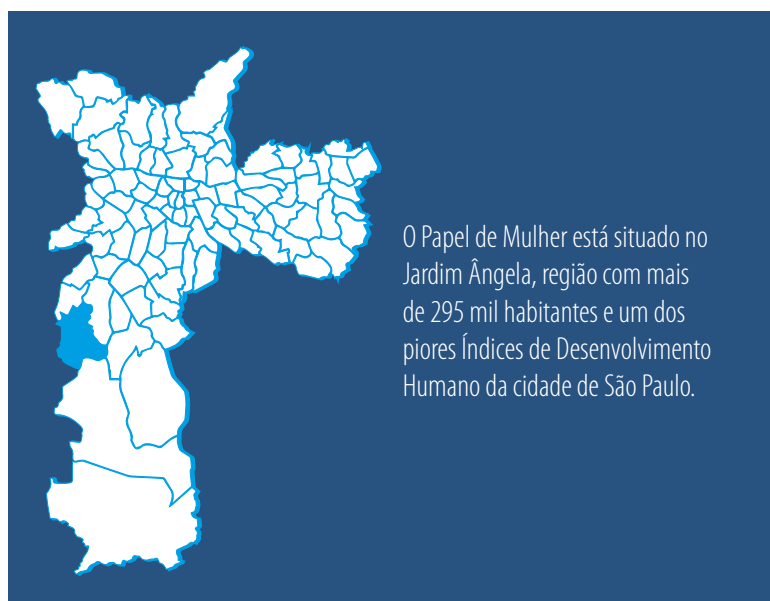 O Papel de Mulher está situado no
Jardim Ângela, região com mais
de 295 mil habitantes e um dos
piores Índices de Desenvolvimento
Humano da cidade de São Paulo.